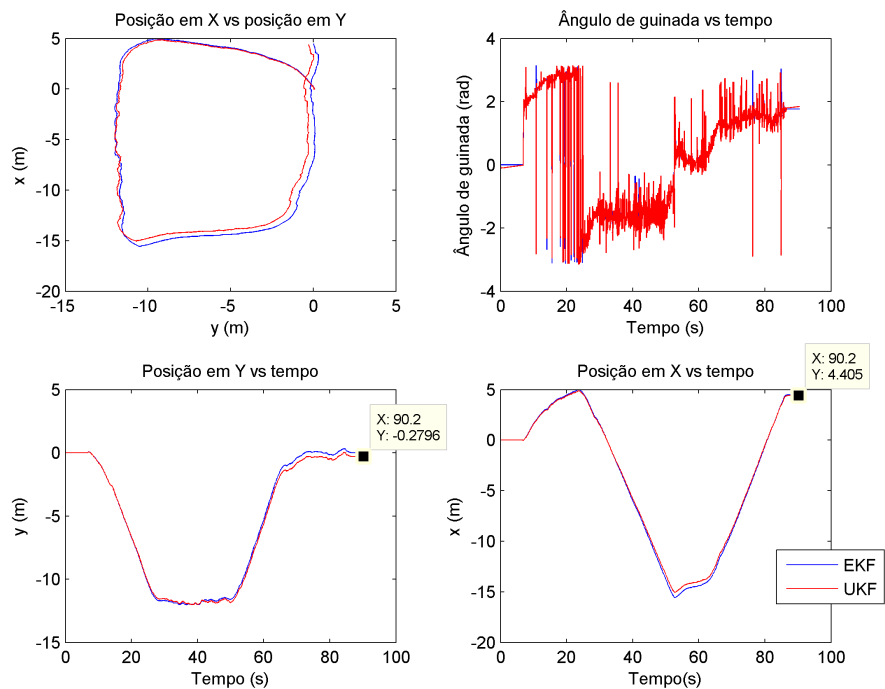 Posição em X vs posição em Y
5
0
-5
-10
-15
-20
x (m)
-15
-10
-5
0
5
y (m)
Ângulo de guinada vs tempo
4
2
0
-2
-4
Ângulo de guinada (rad)
0
20
40
60
80
100
Tempo (s)
Posição em Y vs tempo
5
0
-5
-10
-15
y (m)
X: 90.2
Y: -0.2796
0
20
40
60
80
100
Tempo (s)
Posição em X vs tempo
X: 90.2
Y: 4.405
5
0
-5
-10
-15
-20
x (m)
EKF
UKF
0
20
40
60
80
100
Tempo(s)